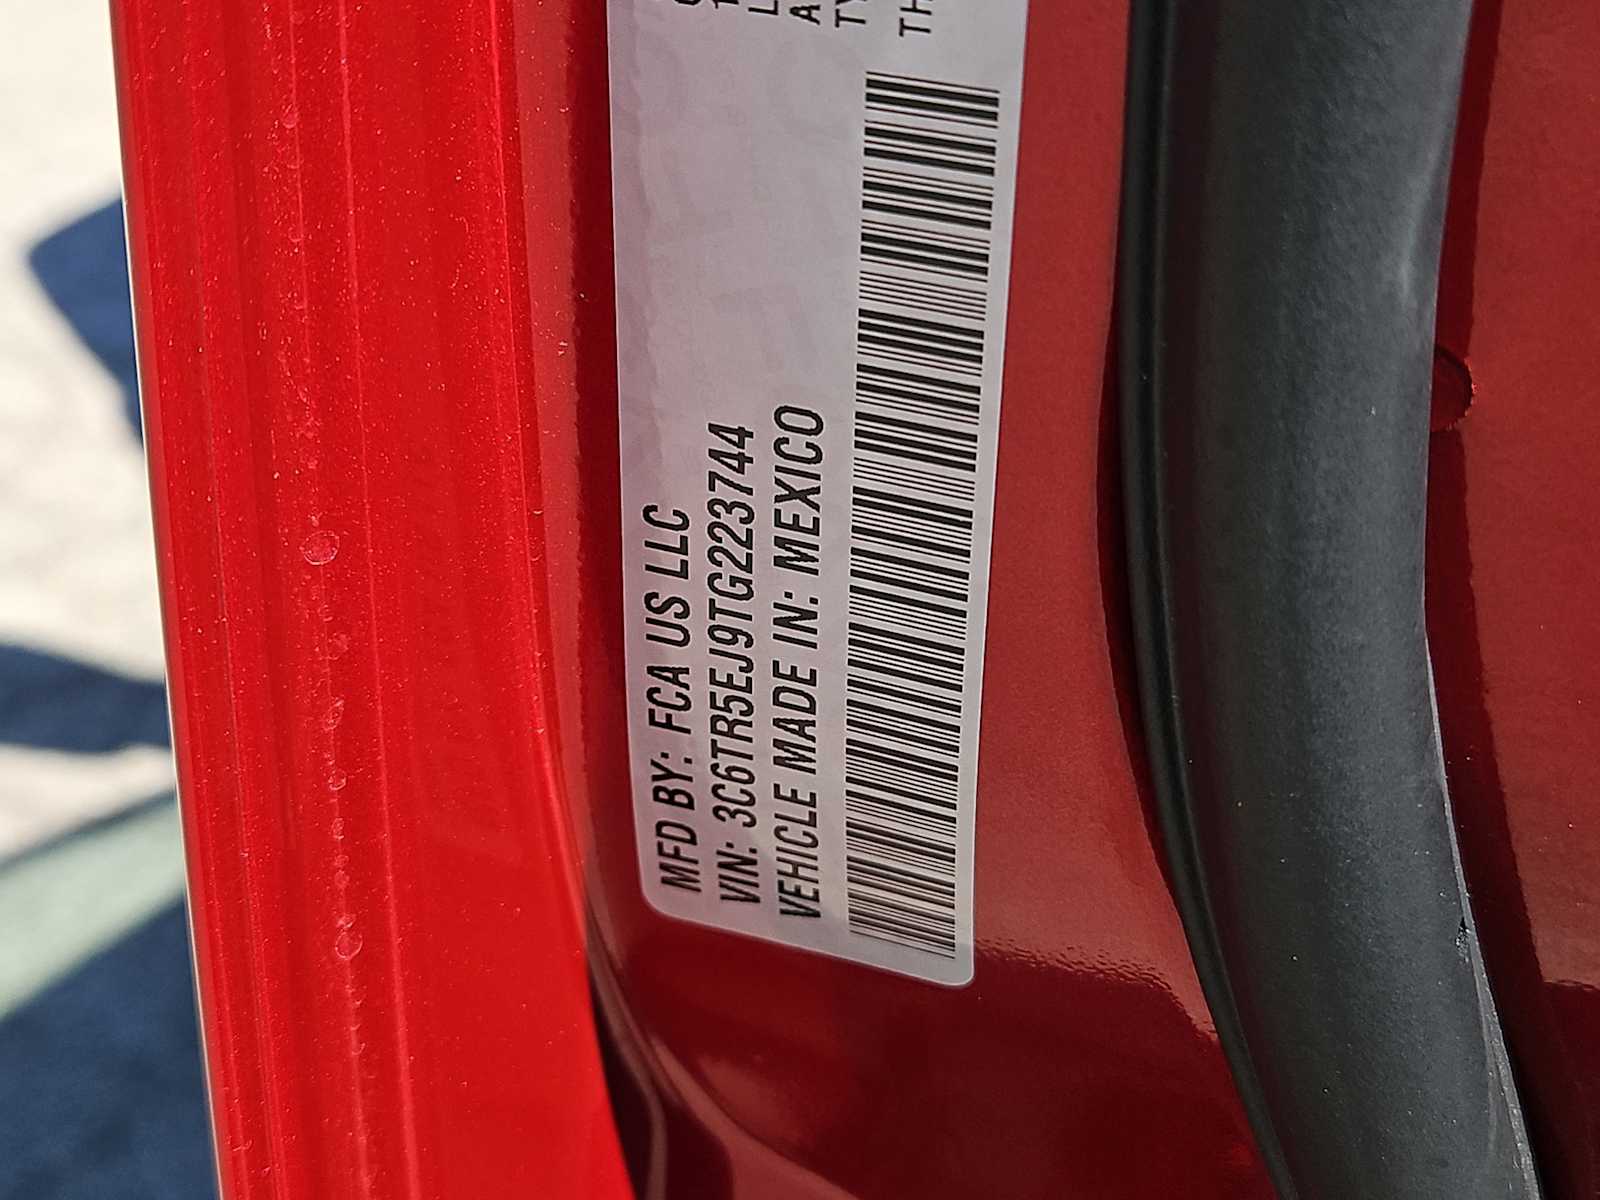 MFD BY: FCA US LLC
VIN: 3C6TR5EJ9TG223744
VEHICLE MADE IN: MEXICO